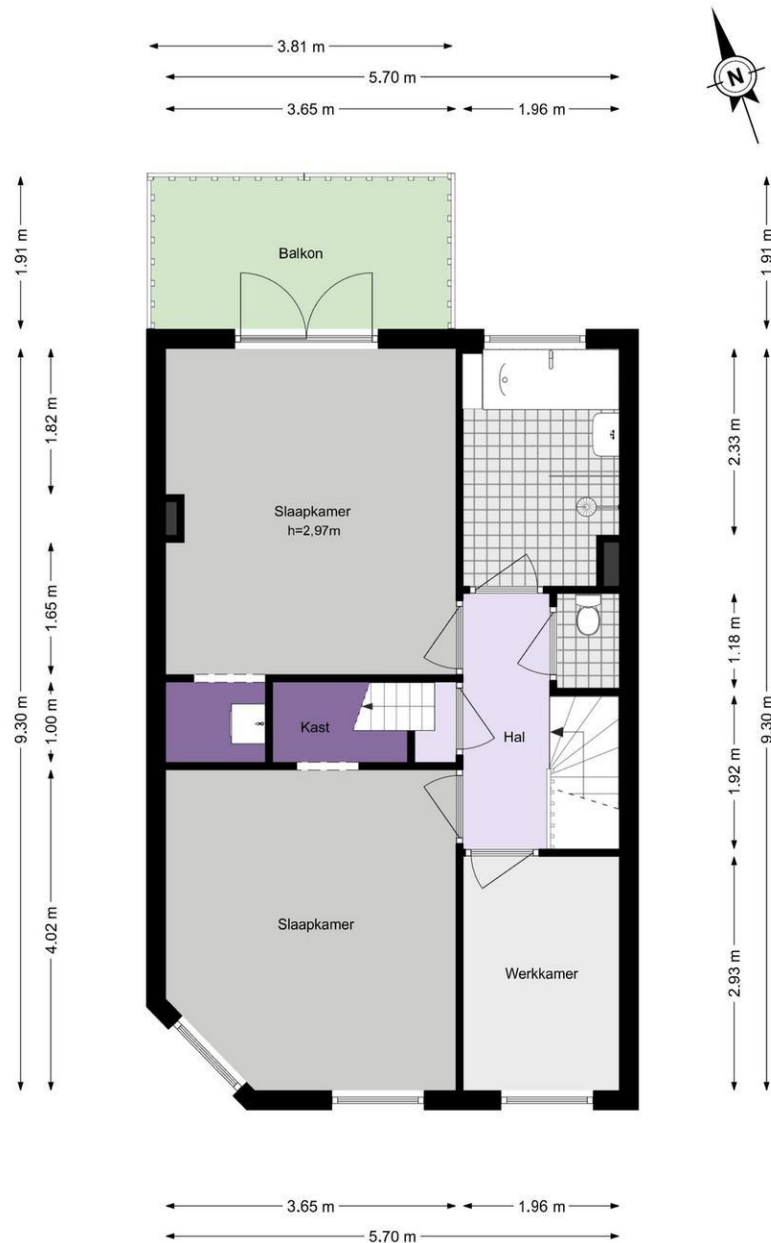 3.81 m
5.70 m
3.65 m
1.96 m
N
1.91 m
1.91 m
Balkon
1.82 m
2.33 m
Slaapkamer
h=2,97m
1.65 m
1.18 m
9.30 m
1.00 m
Kast
Hal
9.30 m
1.92 m
4.02 m
Slaapkamer
Werkkamer
2.93 m
3.65 m
1.96 m
5.70 m